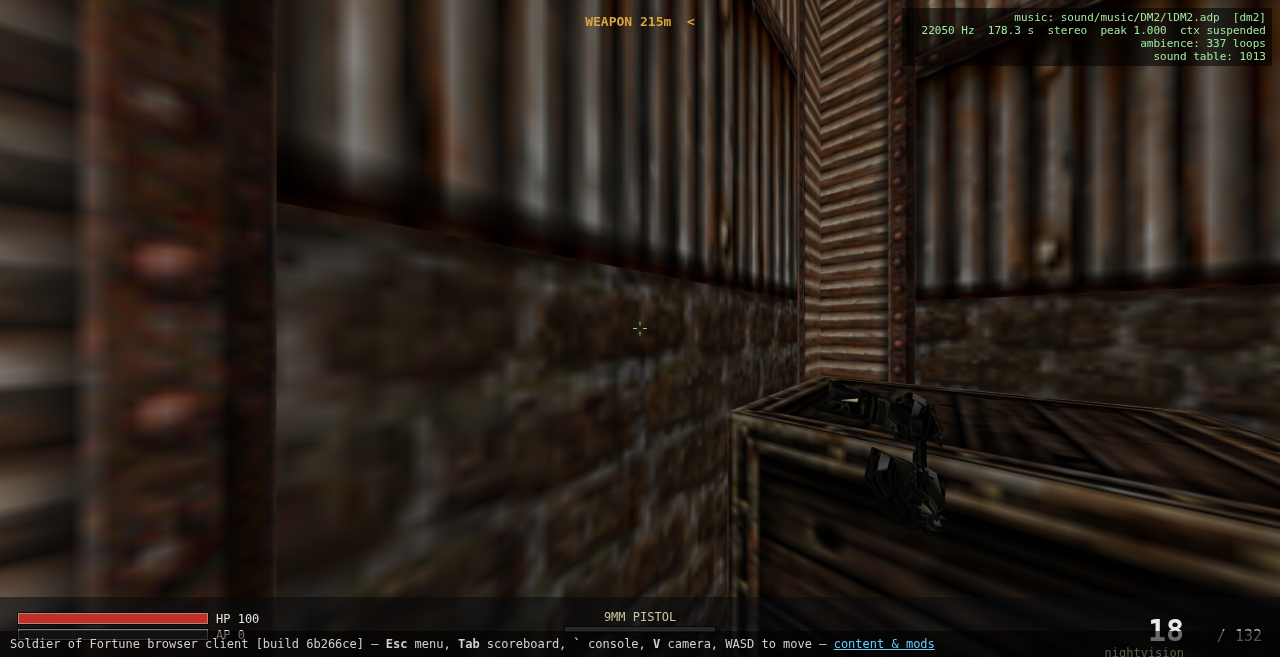 WEAPON 215m <
music: sound/music/DM2/lDM2.adp [dm2]
22050 Hz 178.3 s stereo peak 1.000 ctx suspended
ambience: 337 loops
sound table: 1013
9MM PISTOL
HP 100
AP 0
18 / 132
nightvision
Soldier of Fortune browser client [build 6b266ce] — Esc menu, Tab scoreboard, ` console, V camera, WASD to move — content & mods